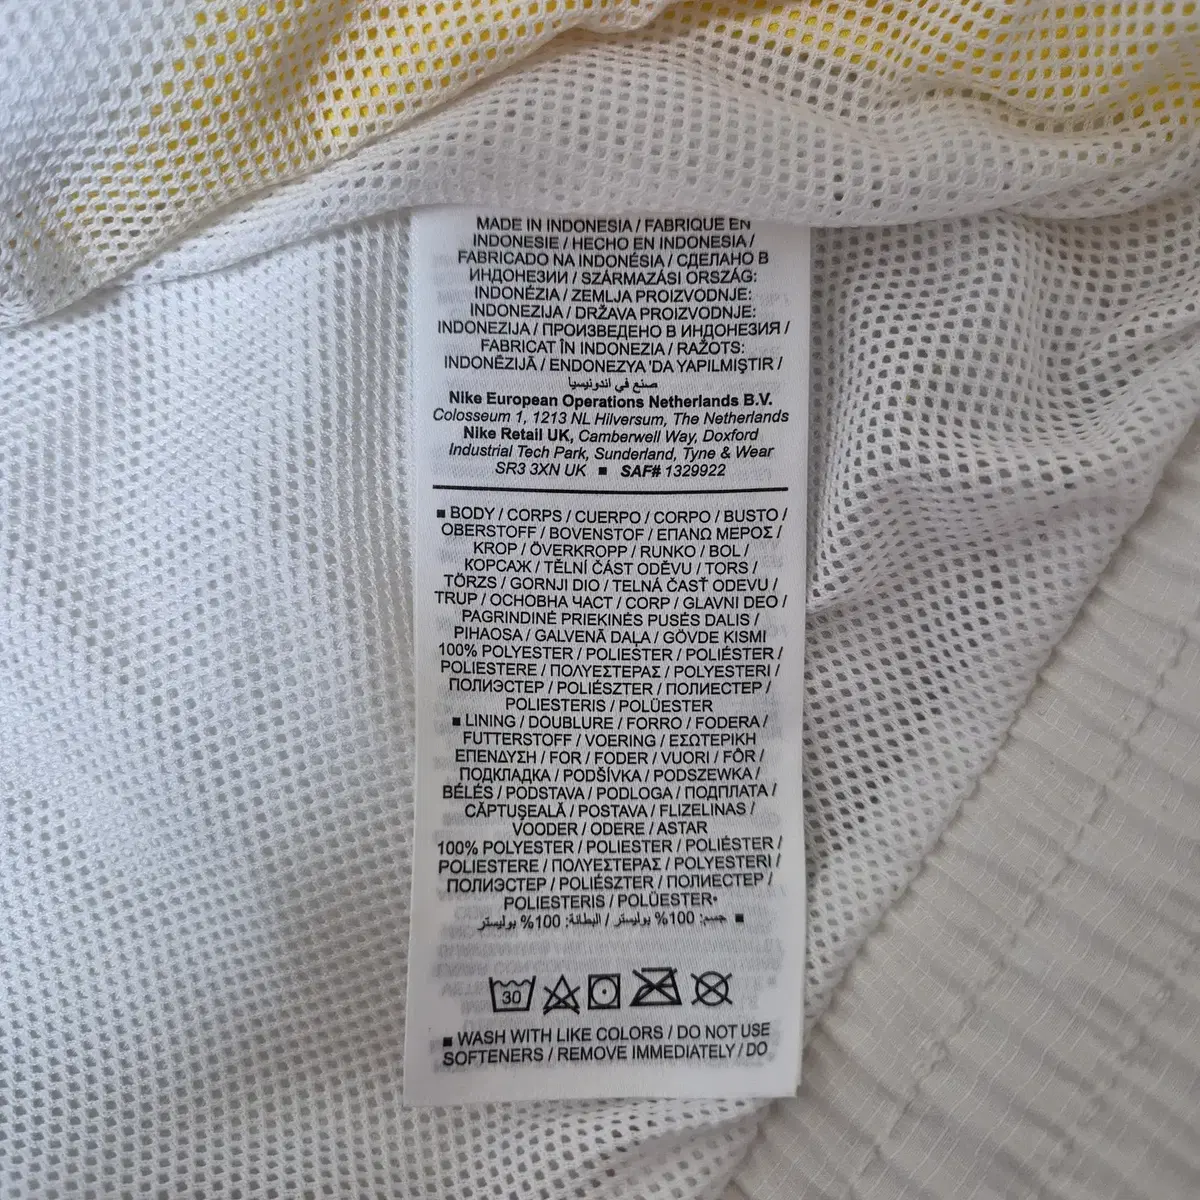 MADE IN INDONESIA / FABRIQUE EN
INDONESIE / HECHO EN INDONESIA /
FABRICADO NA INDONÉSIA / СДЕЛАНО В
ИНДОНЕЗИИ / SZÁRMAZÁSI ORSZÁG:
INDONÉZIA / ZEMLJA PROIZVODNJE:
INDONEZIJA / DRŽAVA PROIZVODNJE:
INDONEZIJA / ПРОИЗВЕДЕНО В ИНДОНЕЗИЯ /
FABRICAT ÎN INDONEZIA / RAŽOTS:
INDONĒZIJĀ / ENDONEZYA 'DA YAPILMIŞTIR /
صنع في اندونيسيا
Nike European Operations Netherlands B.V.
Colosseum 1, 1213 NL Hilversum, The Netherlands
Nike Retail UK, Camberwell Way, Doxford
Industrial Tech Park, Sunderland, Tyne & Wear
SR3 3XN UK ■ SAF# 1329922
■ BODY / CORPS / CUERPO / CORPO / BUSTO /
OBERSTOFF / BOVENSTOF / ΕΠΑΝΩ ΜΕΡΟΣ /
KROP / ÖVERKROPP / RUNKO / BOL /
КОРСАЖ / TĚLNÍ ČÁST ODĚVU / TORS /
TÖRZS / GORNJI DIO / TELNÁ ČASŤ ODEVU /
TRUP / ОСНОВНА ЧАСТ / CORP / GLAVNI DEO /
PAGRINDINĖ PRIEKINĖS PUSĖS DALIS /
PIHAOSA / GALVENĀ DAĻA / GÖVDE KISMI
100% POLYESTER / POLIESTER / POLIÉSTER /
POLIESTERE / ΠΟΛΥΕΣΤΕΡΑΣ / POLYESTERI /
ПОЛИЭСТЕР / POLIÉSZTER / ПОЛИЕСТЕР /
POLIESTERIS / POLÜESTER
■ LINING / DOUBLURE / FORRO / FODERA /
FUTTERSTOFF / VOERING / ΕΣΩΤΕΡΙΚΗ
ΕΠΕΝΔΥΣΗ / FOR / FODER / VUORI / FÔR /
ПОДКЛАДКА / PODŠÍVKA / PODSZEWKA /
BÉLÉS / PODSTAVA / PODLOGA / ПОДПЛАТА /
CĂPTUŞEALĂ / POSTAVA / FLIZELINAS /
VOODER / ODERE / ASTAR
100% POLYESTER / POLIESTER / POLIÉSTER /
POLIESTERE / ΠΟΛΥΕΣΤΕΡΑΣ / POLYESTERI /
ПОЛИЭСТЕР / POLIÉSZTER / ПОЛИЕСТЕР /
POLIESTERIS / POLÜESTER•
■ جسم: 100% بوليستر / البطانة: 100% بوليستر
30
■ WASH WITH LIKE COLORS / DO NOT USE
SOFTENERS / REMOVE IMMEDIATELY / DO